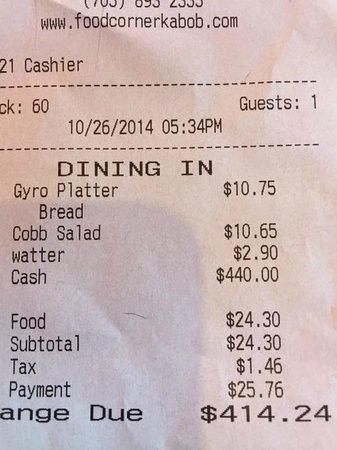 (703) 893 2333
www.foodcornerkabob.com
21 Cashier
ck: 60 Guests: 1
10/26/2014 05:34PM
DINING IN
Gyro Platter $10.75
Bread
Cobb Salad $10.65
watter $2.90
Cash $440.00
Food $24.30
Subtotal $24.30
Tax $1.46
Payment $25.76
ange Due $414.24